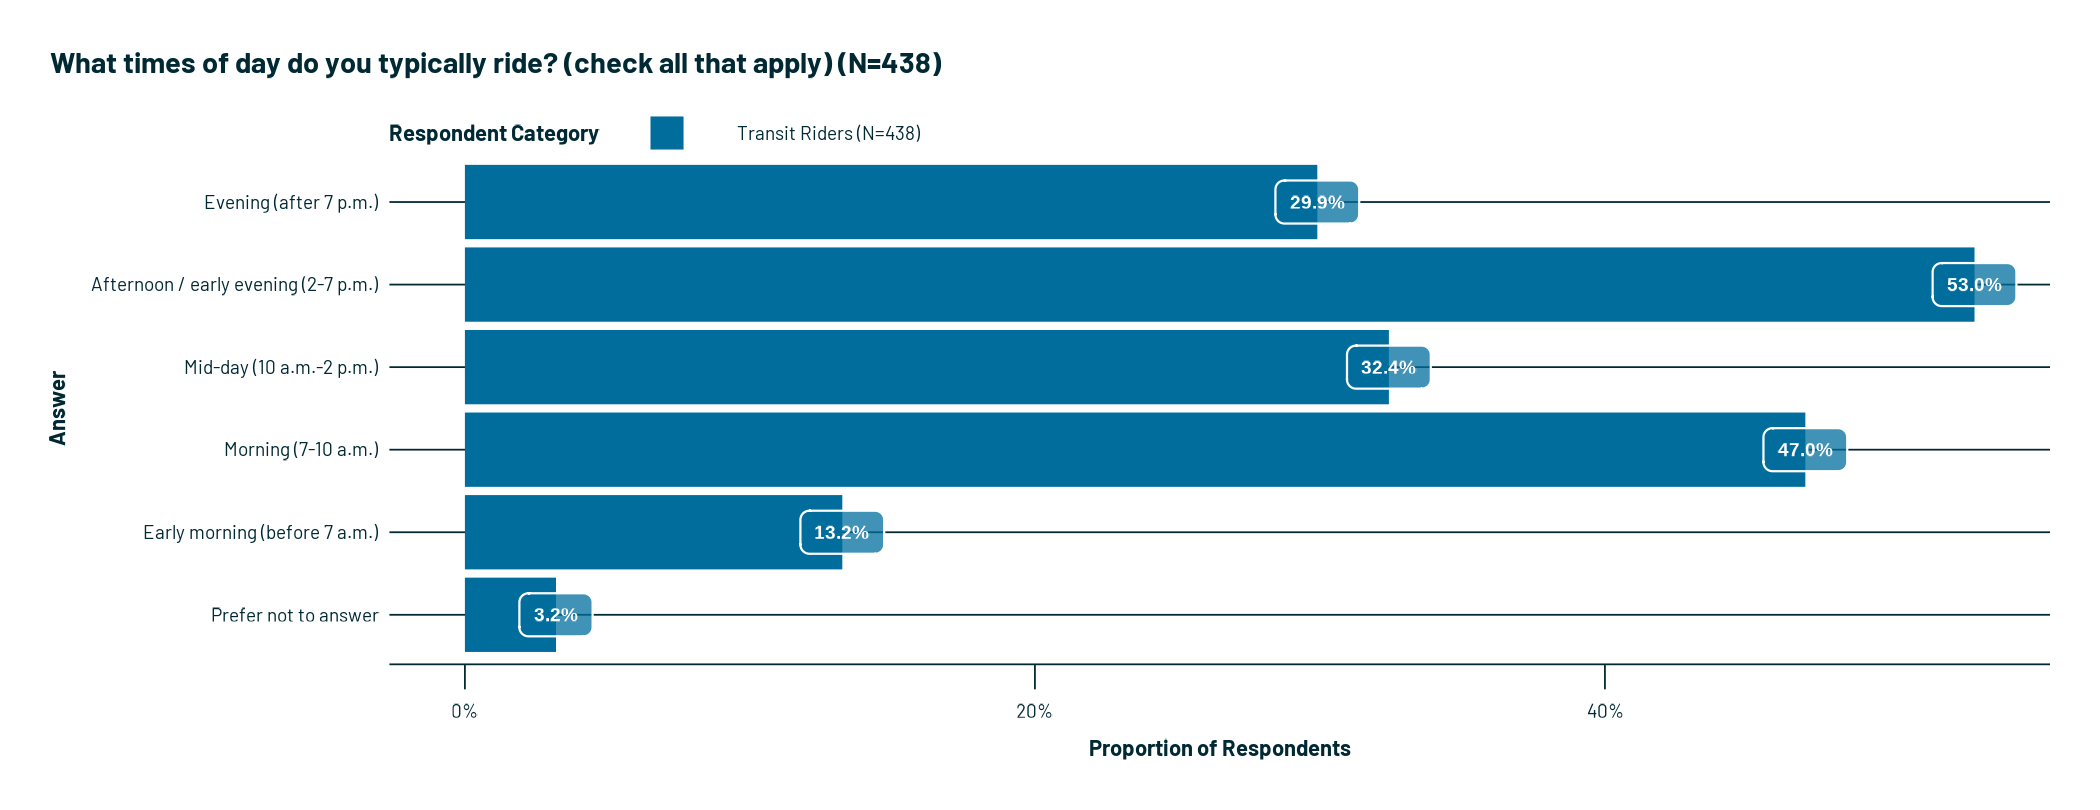 What times of day do you typically ride? (check all that apply) (N=438)
Respondent Category Transit Riders (N=438)
Evening (after 7 p.m.) 29.9%
Afternoon / early evening (2-7 p.m.) 53.0%
Mid-day (10 a.m.-2 p.m.) 32.4%
Morning (7-10 a.m.) 47.0%
Early morning (before 7 a.m.) 13.2%
Prefer not to answer 3.2%
Answer
0% 20% 40%
Proportion of Respondents